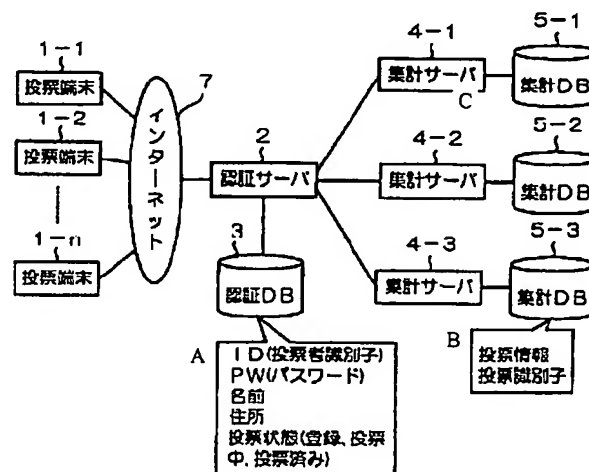 1-1
投票端末
1-2
投票端末
1-n
投票端末
7
インターネット
2
認証サーバ
3
認証DB
A
ID(投票者識別子)
PW(パスワード)
名前
住所
投票状態(登録、投票
中、投票済み)
4-1
集計サーバ
C
5-1
集計DB
4-2
集計サーバ
5-2
集計DB
4-3
集計サーバ
5-3
集計DB
B
投票情報
投票識別子